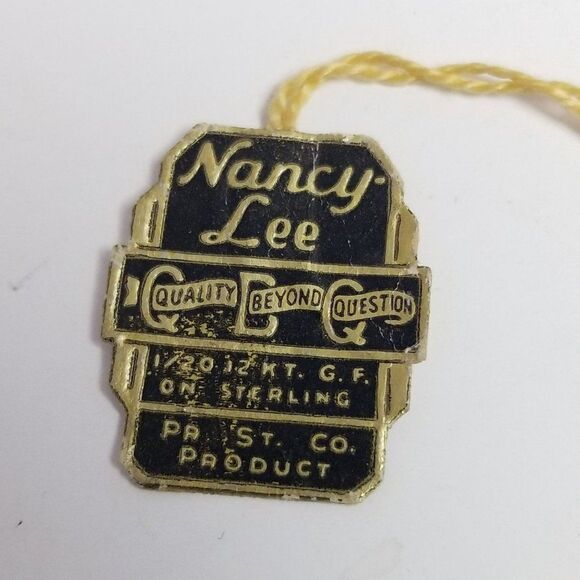 Nancy-
Lee
QUALITY BEYOND QUESTION
1/20 12 KT. G. F.
ON STERLING
PR. ST. CO.
PRODUCT